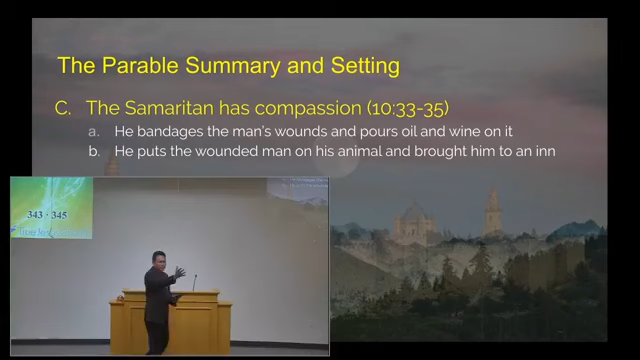 The Parable Summary and Setting
C. The Samaritan has compassion (10:33-35)
a. He bandages the man's wounds and pours oil and wine on it
b. He puts the wounded man on his animal and brought him to an inn
343 · 345